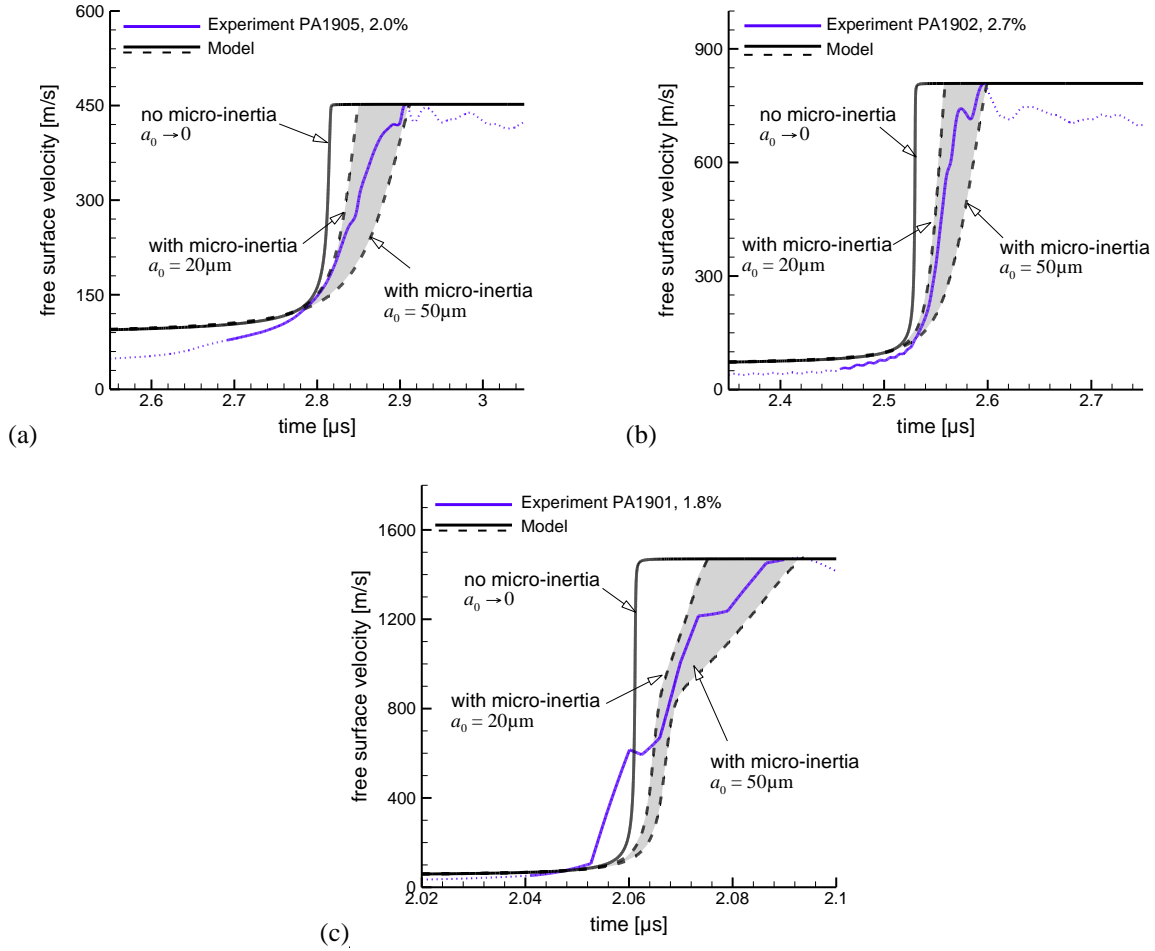 600
450
300
150
0
free surface velocity [m/s]
Experiment PA1905, 2.0%
Model
no micro-inertia
a₀ →0
with micro-inertia
a₀ = 20μm
with micro-inertia
a₀ = 50μm
2.6 2.7 2.8 2.9 3
time [μs]
(a)
900
600
300
0
free surface velocity [m/s]
Experiment PA1902, 2.7%
Model
no micro-inertia
a₀ →0
with micro-inertia
a₀ = 20μm
with micro-inertia
a₀ = 50μm
2.4 2.5 2.6 2.7
time [μs]
(b)
1600
1200
800
400
0
free surface velocity [m/s]
Experiment PA1901, 1.8%
Model
no micro-inertia
a₀ →0
with micro-inertia
a₀ = 20μm
with micro-inertia
a₀ = 50μm
2.02 2.04 2.06 2.08 2.1
time [μs]
(c)